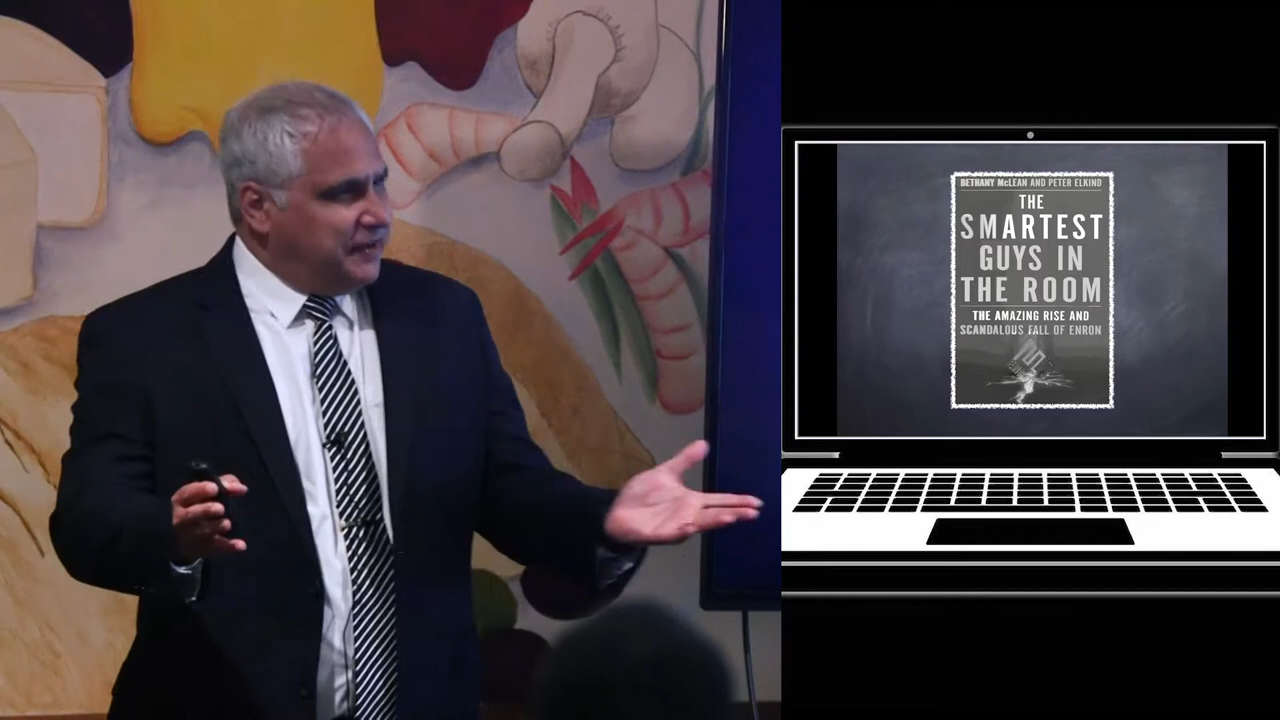 BETHANY McLEAN AND PETER ELKIND
THE
SMARTEST
GUYS IN
THE ROOM
THE AMAZING RISE AND
SCANDALOUS FALL OF ENRON